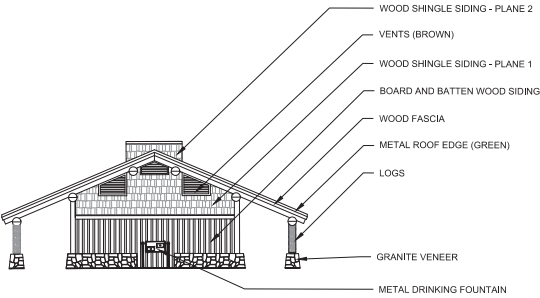 WOOD SHINGLE SIDING - PLANE 2
VENTS (BROWN)
WOOD SHINGLE SIDING - PLANE 1
BOARD AND BATTEN WOOD SIDING
WOOD FASCIA
METAL ROOF EDGE (GREEN)
LOGS
GRANITE VENEER
METAL DRINKING FOUNTAIN